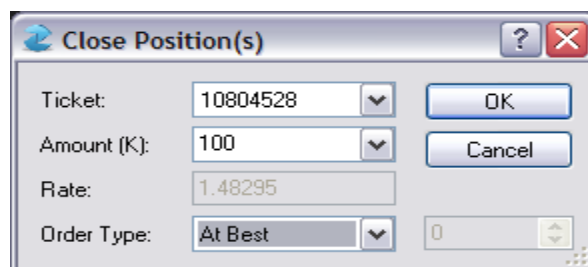 Close Position(s) ?
Ticket: 10804528 OK
Amount (K): 100 Cancel
Rate: 1.48295
Order Type: At Best 0